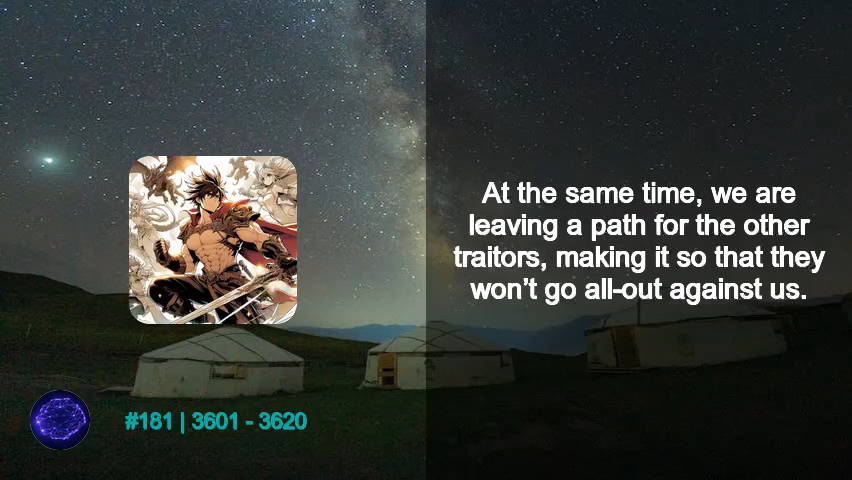 At the same time, we are
leaving a path for the other
traitors, making it so that they
won't go all-out against us.
#181 | 3601 - 3620